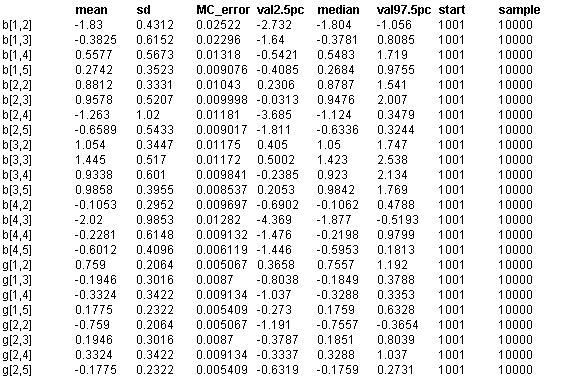 mean sd MC_error val2.5pc median val97.5pc start sample
b[1,2] -1.83 0.4312 0.02522 -2.732 -1.804 -1.056 1001 10000
b[1,3] -0.3825 0.6152 0.02296 -1.64 -0.3781 0.8085 1001 10000
b[1,4] 0.5577 0.5673 0.01318 -0.5421 0.5483 1.719 1001 10000
b[1,5] 0.2742 0.3523 0.009076 -0.4085 0.2684 0.9755 1001 10000
b[2,2] 0.8812 0.3331 0.01043 0.2306 0.8787 1.541 1001 10000
b[2,3] 0.9578 0.5207 0.009998 -0.0313 0.9476 2.007 1001 10000
b[2,4] -1.263 1.02 0.01181 -3.685 -1.124 0.3479 1001 10000
b[2,5] -0.6589 0.5433 0.009017 -1.811 -0.6336 0.3244 1001 10000
b[3,2] 1.054 0.3447 0.01175 0.405 1.05 1.747 1001 10000
b[3,3] 1.445 0.517 0.01172 0.5002 1.423 2.538 1001 10000
b[3,4] 0.9338 0.601 0.009841 -0.2385 0.923 2.134 1001 10000
b[3,5] 0.9858 0.3955 0.008537 0.2053 0.9842 1.769 1001 10000
b[4,2] -0.1053 0.2952 0.009697 -0.6902 -0.1062 0.4788 1001 10000
b[4,3] -2.02 0.9853 0.01282 -4.369 -1.877 -0.5193 1001 10000
b[4,4] -0.2281 0.6148 0.009132 -1.476 -0.2198 0.9799 1001 10000
b[4,5] -0.6012 0.4096 0.006119 -1.446 -0.5953 0.1813 1001 10000
g[1,2] 0.759 0.2064 0.005067 0.3658 0.7557 1.192 1001 10000
g[1,3] -0.1946 0.3016 0.0087 -0.8038 -0.1849 0.3788 1001 10000
g[1,4] -0.3324 0.3422 0.009134 -1.037 -0.3288 0.3353 1001 10000
g[1,5] 0.1775 0.2322 0.005409 -0.273 0.1759 0.6328 1001 10000
g[2,2] -0.759 0.2064 0.005067 -1.191 -0.7557 -0.3654 1001 10000
g[2,3] 0.1946 0.3016 0.0087 -0.3787 0.1851 0.8039 1001 10000
g[2,4] 0.3324 0.3422 0.009134 -0.3337 0.3288 1.037 1001 10000
g[2,5] -0.1775 0.2322 0.005409 -0.6319 -0.1759 0.2731 1001 10000